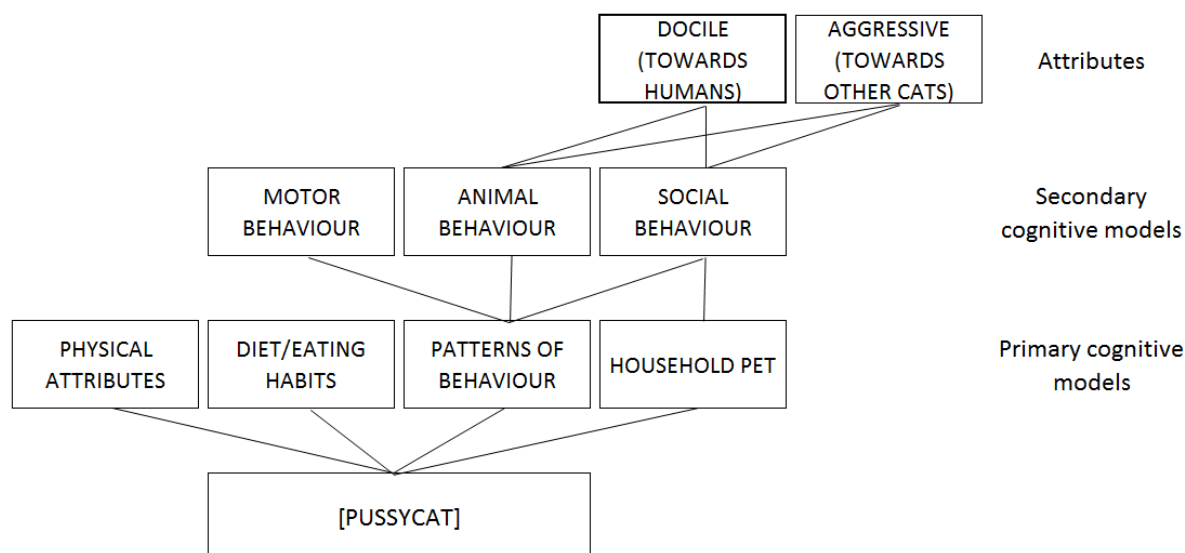 DOCILE
(TOWARDS
HUMANS)
AGGRESSIVE
(TOWARDS
OTHER CATS)
Attributes
MOTOR
BEHAVIOUR
ANIMAL
BEHAVIOUR
SOCIAL
BEHAVIOUR
Secondary
cognitive models
PHYSICAL
ATTRIBUTES
DIET/EATING
HABITS
PATTERNS OF
BEHAVIOUR
HOUSEHOLD PET
Primary cognitive
models
[PUSSYCAT]